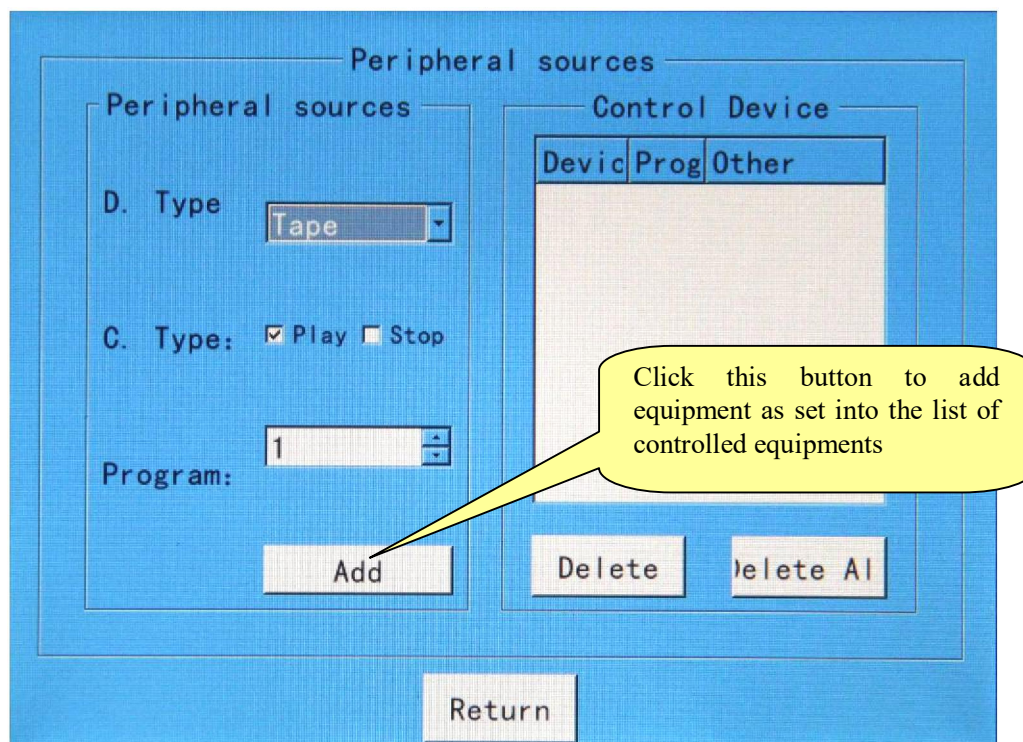 Peripheral sources
Peripheral sources
Control Device
Devic Prog Other
D. Type
Tape
C. Type: Play Stop
Click this button to add
equipment as set into the list of
controlled equipments
1
Program:
Add
Delete
elete Al
Return